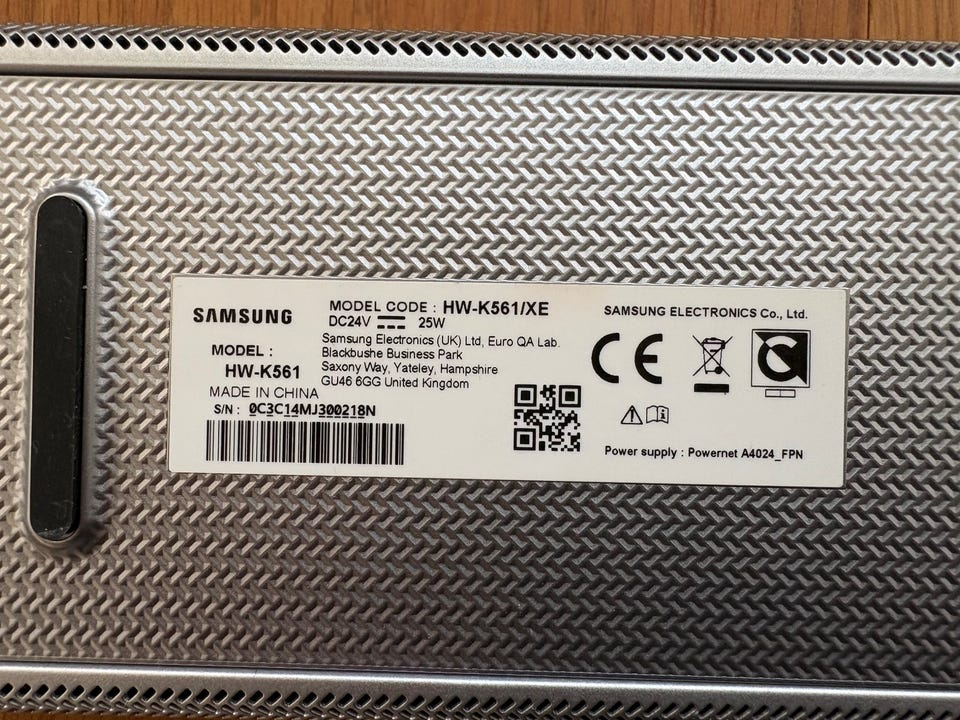 SAMSUNG
MODEL :
HW-K561
MADE IN CHINA
S/N : 0C3C14MJ300218N
MODEL CODE : HW-K561/XE
DC24V 25W
Samsung Electronics (UK) Ltd, Euro QA Lab.
Blackbushe Business Park
Saxony Way, Yateley, Hampshire
GU46 6GG United Kingdom
SAMSUNG ELECTRONICS Co., Ltd.
CE
Power supply : Powernet A4024_FPN